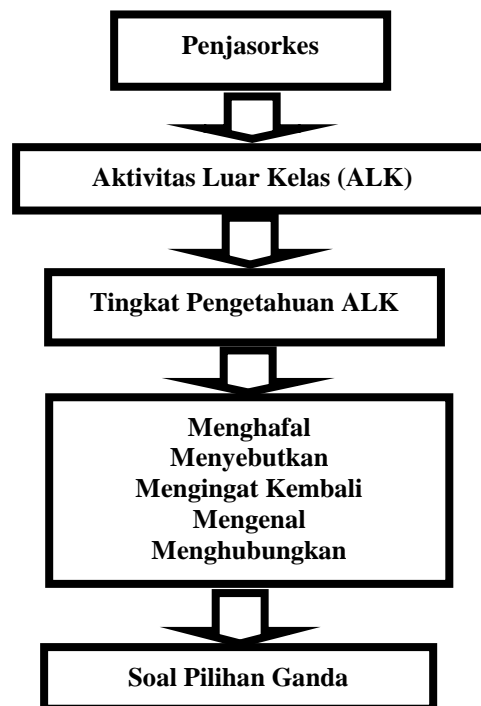 Penjasorkes
Aktivitas Luar Kelas (ALK)
Tingkat Pengetahuan ALK
Menghafal
Menyebutkan
Mengingat Kembali
Mengenal
Menghubungkan
Soal Pilihan Ganda